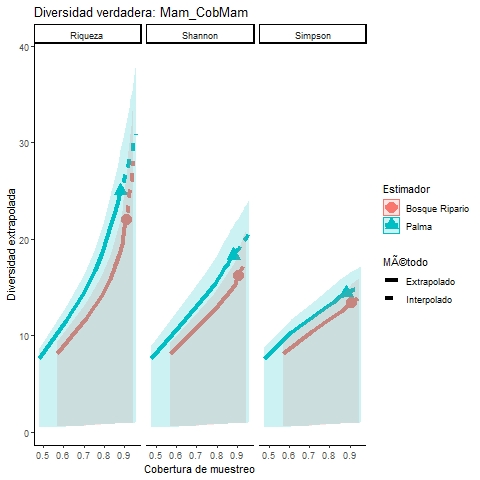 Diversidad verdadera: Mam_CobMam
Riqueza Shannon Simpson
40
30
20
10
0
Diversidad extrapolada
0.5 0.6 0.7 0.8 0.9 0.5 0.6 0.7 0.8 0.9 0.5 0.6 0.7 0.8 0.9
Cobertura de muestreo
Estimador
Bosque Ripario
Palma
MÃ©todo
Extrapolado
Interpolado